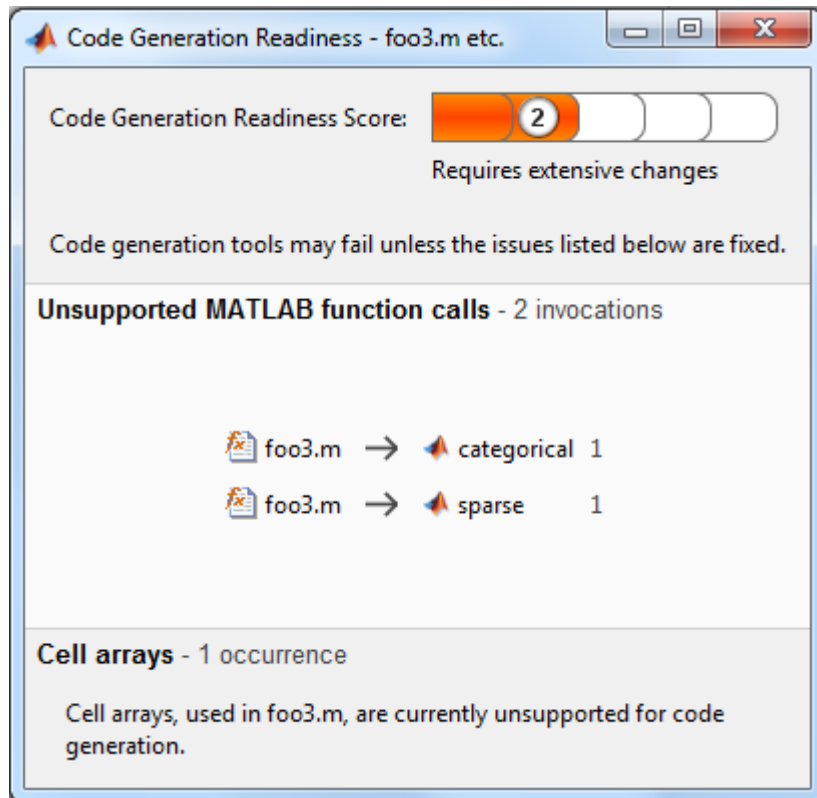 Code Generation Readiness - foo3.m etc.
Code Generation Readiness Score: 2
Requires extensive changes
Code generation tools may fail unless the issues listed below are fixed.
Unsupported MATLAB function calls - 2 invocations
fx foo3.m → categorical 1
fx foo3.m → sparse 1
Cell arrays - 1 occurrence
Cell arrays, used in foo3.m, are currently unsupported for code
generation.